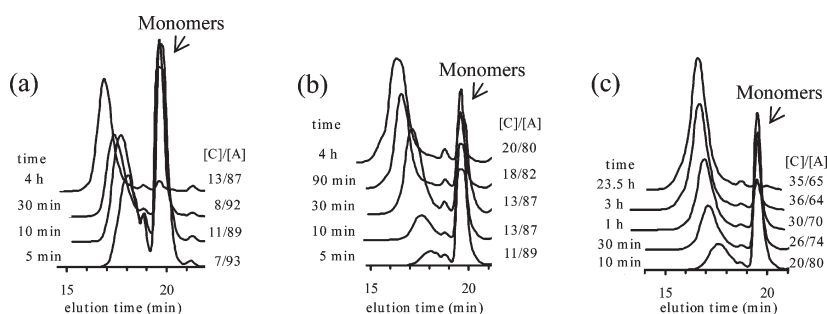 (a)
Monomers
time
[C]/[A]
4 h
13/87
30 min
8/92
10 min
11/89
5 min
7/93
15
20
elution time (min)
(b)
Monomers
time
[C]/[A]
4 h
20/80
90 min
18/82
30 min
13/87
10 min
13/87
5 min
11/89
15
20
elution time (min)
(c)
Monomers
time
[C]/[A]
23.5 h
35/65
3 h
36/64
1 h
30/70
30 min
26/74
10 min
20/80
15
20
elution time (min)